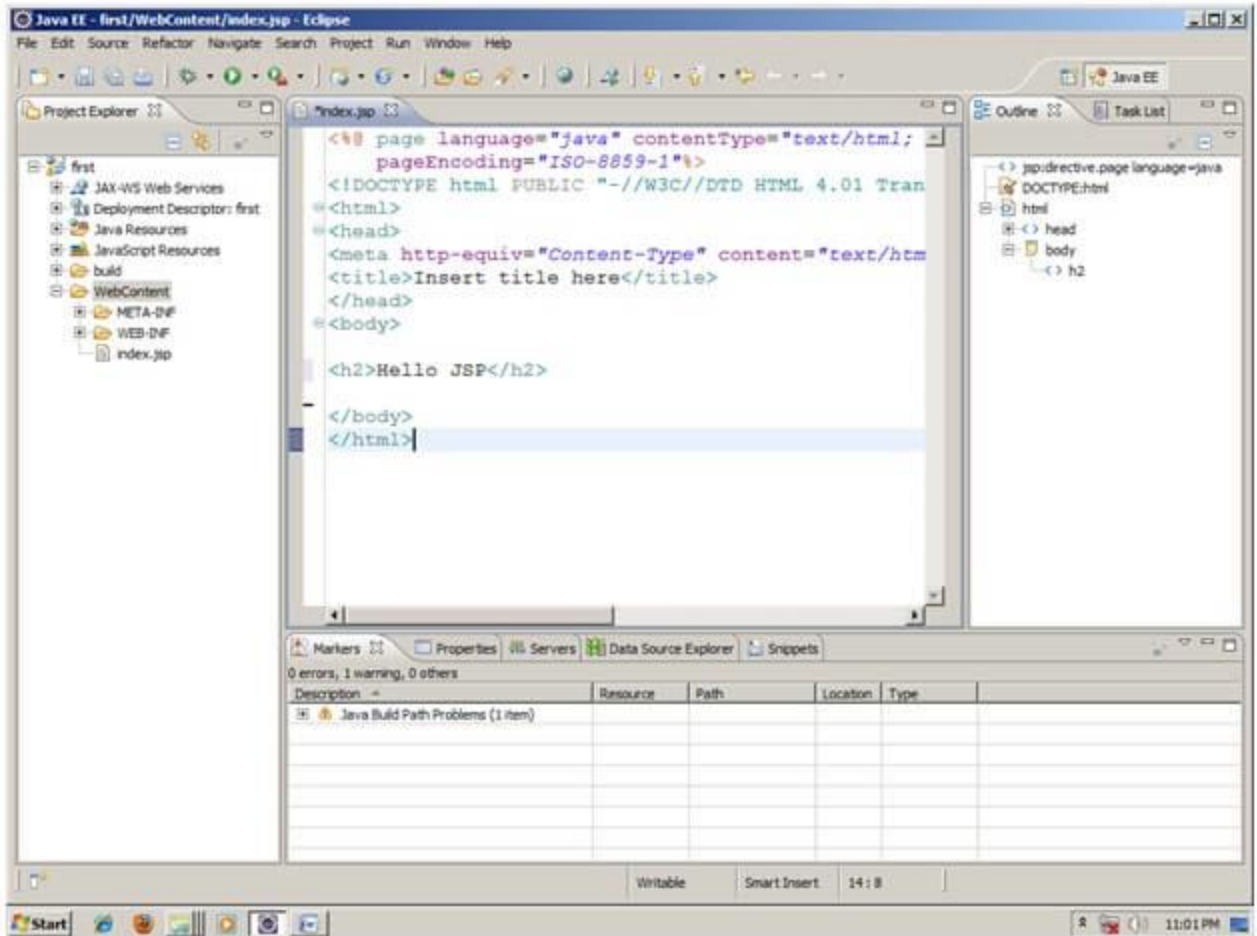 Java EE - first/WebContent/index.jsp - Eclipse
File Edit Source Refactor Navigate Search Project Run Window Help
Java EE
Project Explorer
first
JAX-WS Web Services
Deployment Descriptor: first
Java Resources
JavaScript Resources
build
WebContent
META-INF
WEB-INF
index.jsp
*index.jsp
<%@ page language="java" contentType="text/html;
pageEncoding="ISO-8859-1"%>
<!DOCTYPE html PUBLIC "-//W3C//DTD HTML 4.01 Tran
<html>
<head>
<meta http-equiv="Content-Type" content="text/htm
<title>Insert title here</title>
</head>
<body>
<h2>Hello JSP</h2>
</body>
</html>
Outline Task List
jsp:directive.page language=java
DOCTYPE:html
html
head
body
h2
Markers Properties Servers Data Source Explorer Snippets
0 errors, 1 warning, 0 others
Description Resource Path Location Type
Java Build Path Problems (1 item)
Writable Smart Insert 14 : 8
Start 11:01 PM